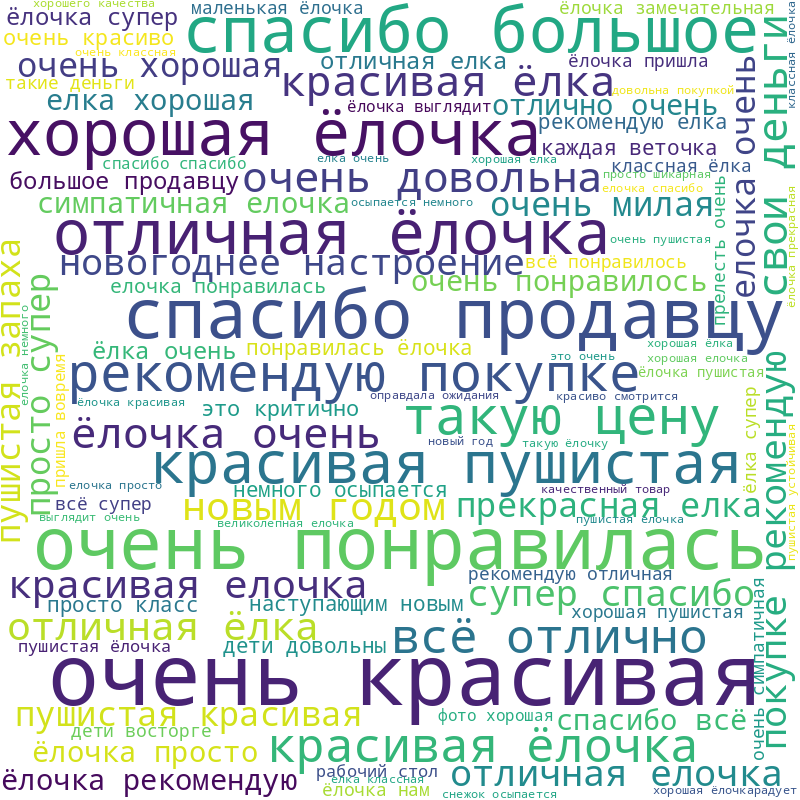 хорошего качества
маленькая ёлочка
ёлочка замечательная
ёлочка супер
спасибо большое
классная ёлочка
очень красиво
очень классная
очень хорошая
отличная елка
ёлочка пришла
такие деньги
красивая ёлка
довольна покупкой
елка хорошая
ёлочка выглядит
отлично очень
рекомендую елка
хорошая ёлочка
каждая веточка
спасибо спасибо
елка очень
хорошая елка
классная ёлка
большое продавцу
очень довольна
просто шикарная
елочка спасибо
симпатичная елочка
осыпается немного
очень милая
елочка очень
свои деньги
ёлочка прекрасная
отличная ёлочка
очень пушистая
прелесть очень
новогоднее настроение
всё понравилось
елочка понравилась
очень понравилось
спасибо продавцу
пушистая запаха
просто супер
елочка немного
ёлка очень
понравилась ёлочка
хорошая ёлка
это очень
хорошая елочка
рекомендую покупке
ёлочка пушистая
пришла вовремя
ёлочка красивая
это критично
оправдала ожидания
красиво смотрится
такую цену
ёлка супер
рекомендую покупке
пушистая устойчивая
ёлочка очень
новый год
такую ёлочку
красивая пушистая
елочка просто
немного осыпается
качественный товар
всё супер
новым годом
прекрасная елка
выглядит очень
великолепная елочка
пушистая ёлочка
очень понравилась
красивая елочка
рекомендую отличная
супер спасибо
очень симпатичная
просто класс
наступающим новым
хорошая пушистая
отличная ёлка
всё отлично
пушистая ёлочка
дети довольны
очень красивая
пушистая красивая
фото хорошая
спасибо всё
дети восторге
ёлочка просто
красивая ёлочка
ёлочка рекомендую
рабочий стол
отличная елочка
елка классная
ёлочка нам
снежок осыпается
хорошая ёлочкарадует